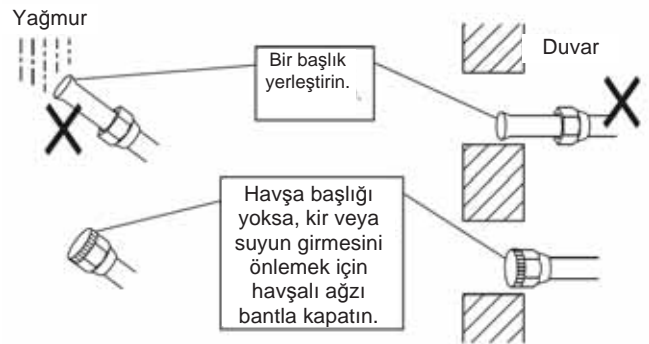 Yağmur
Bir başlık
yerleştirin.
Duvar
Havşa başlığı
yoksa, kir veya
suyun girmesini
önlemek için
havşalı ağzı
bantla kapatın.